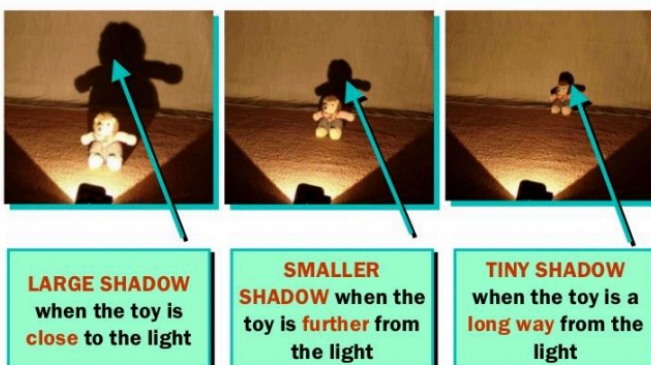 LARGE SHADOW
when the toy is
close to the light
SMALLER
SHADOW when the
toy is further from
the light
TINY SHADOW
when the toy is a
long way from the
light